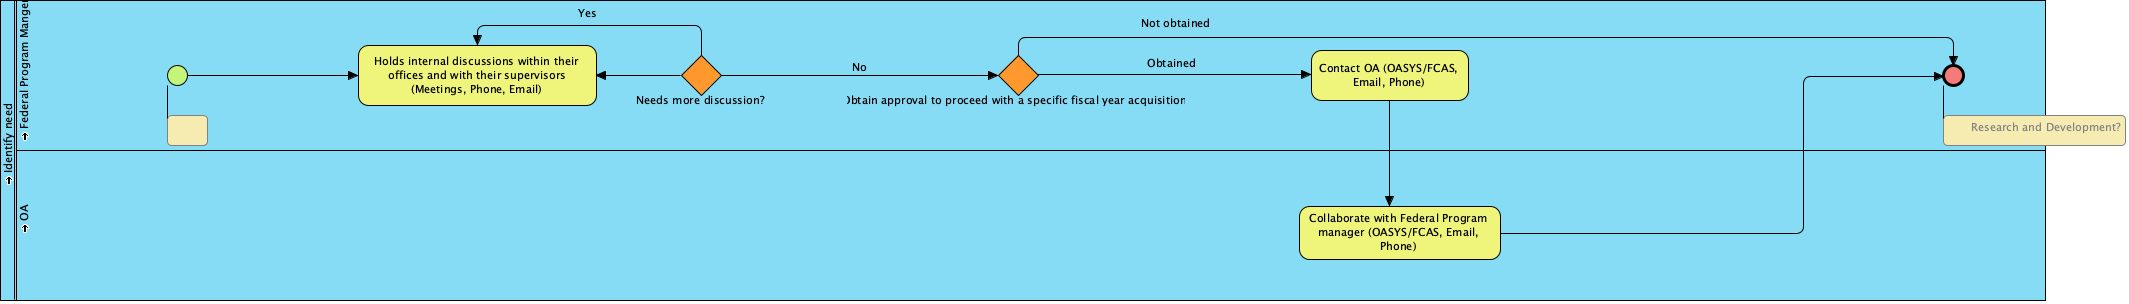 Identify need
Federal Program Manger
OA
Yes
Holds internal discussions within their
offices and with their supervisors
(Meetings, Phone, Email)
Needs more discussion?
No
Obtain approval to proceed with a specific fiscal year acquisition
Not obtained
Obtained
Contact OA (OASYS/FCAS,
Email, Phone)
Collaborate with Federal Program
manager (OASYS/FCAS, Email,
Phone)
Research and Development?